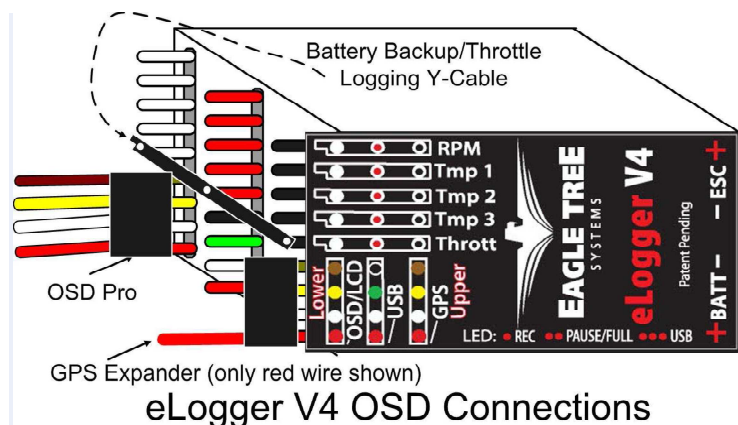 Battery Backup/Throttle
Logging Y-Cable
RPM
Tmp 1
Tmp 2
Tmp 3
Thrott
Lower
OSD/LCD
USB
GPS
Upper
EAGLE TREE
SYSTEMS
eLogger V4
Patent Pending
+BATT– –ESC+
LED: • REC •• PAUSE/FULL ••• USB
OSD Pro
GPS Expander (only red wire shown)
eLogger V4 OSD Connections